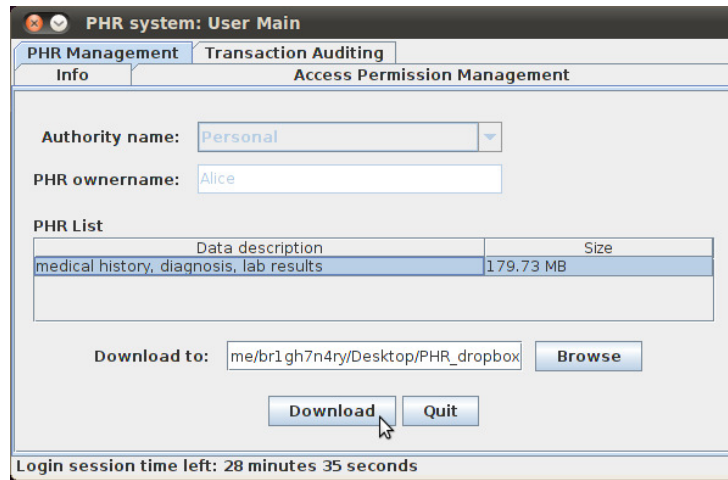 PHR system: User Main
PHR Management Transaction Auditing
Info Access Permission Management
Authority name: Personal
PHR ownername: Alice
PHR List
Data description Size
medical history, diagnosis, lab results 179.73 MB
Download to: me/br1gh7n4ry/Desktop/PHR_dropbox Browse
Download Quit
Login session time left: 28 minutes 35 seconds